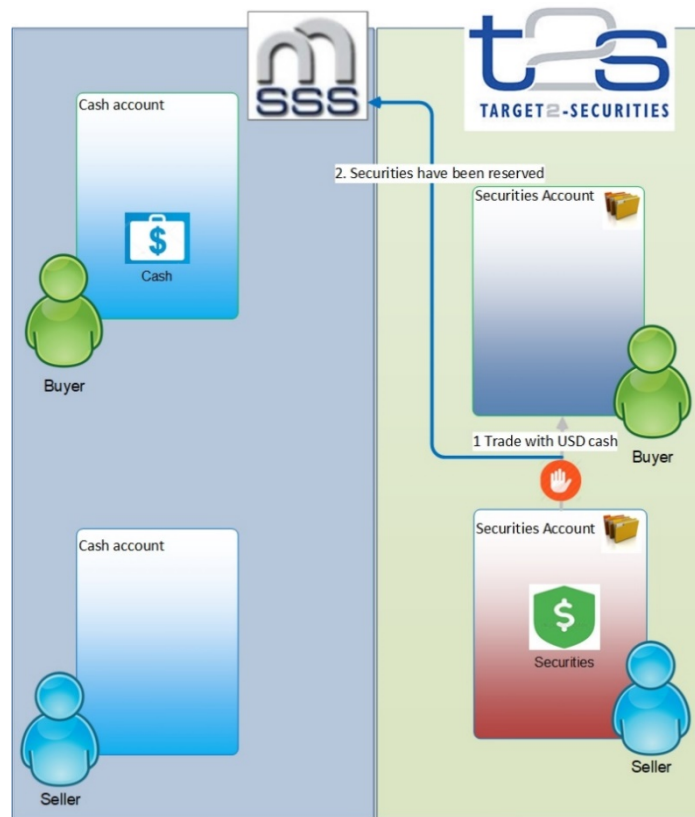 m
sss
t2s
TARGET2-SECURITIES
Cash account
$
Cash
Buyer
2. Securities have been reserved
Securities Account
1 Trade with USD cash
Buyer
Cash account
Seller
Securities Account
$
Securities
Seller